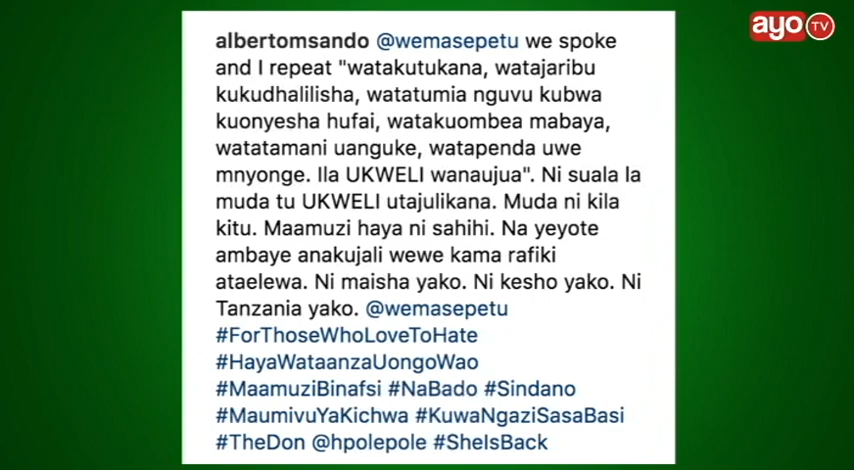 ayo TV
albertomsando @wemasepetu we spoke
and I repeat "watakutukana, watajaribu
kukudhalilisha, watatumia nguvu kubwa
kuonyesha hufai, watakuombea mabaya,
watatamani uanguke, watapenda uwe
mnyonge. Ila UKWELI wanaujua". Ni suala la
muda tu UKWELI utajulikana. Muda ni kila
kitu. Maamuzi haya ni sahihi. Na yeyote
ambaye anakujali wewe kama rafiki
ataelewa. Ni maisha yako. Ni kesho yako. Ni
Tanzania yako. @wemasepetu
#ForThoseWhoLoveToHate
#HayaWataanzaUongoWao
#MaamuziBinafsi #NaBado #Sindano
#MaumivuYaKichwa #KuwaNgaziSasaBasi
#TheDon @hpolepole #SheIsBack